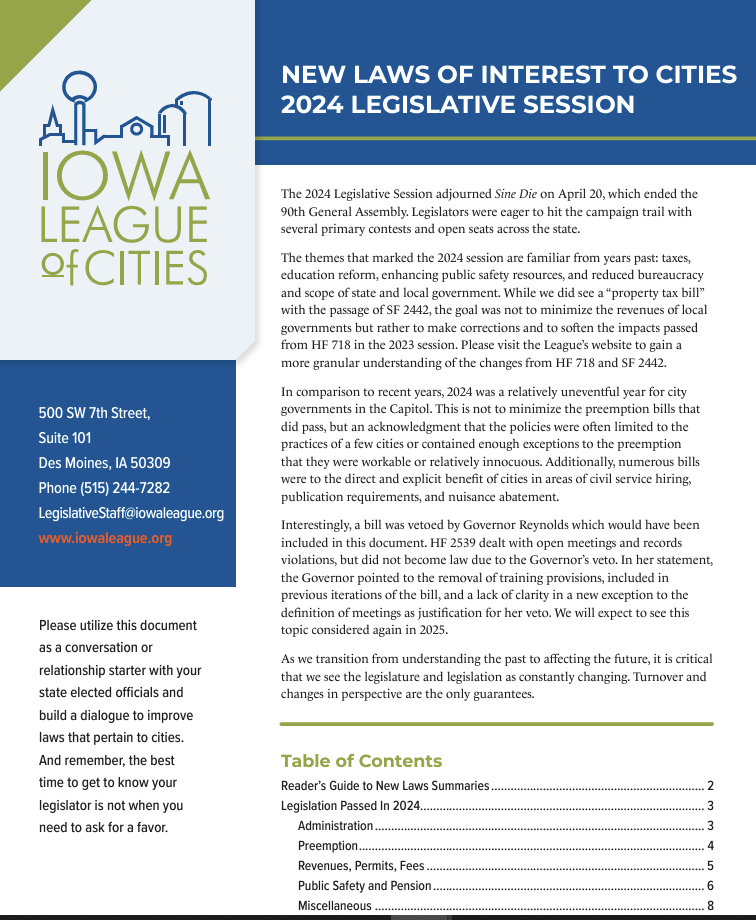 IOWA
LEAGUE
of CITIES
NEW LAWS OF INTEREST TO CITIES
2024 LEGISLATIVE SESSION
500 SW 7th Street,
Suite 101
Des Moines, IA 50309
Phone (515) 244-7282
LegislativeStaff@iowaleague.org
www.iowaleague.org
Please utilize this document
as a conversation or
relationship starter with your
state elected officials and
build a dialogue to improve
laws that pertain to cities.
And remember, the best
time to get to know your
legislator is not when you
need to ask for a favor.
The 2024 Legislative Session adjourned Sine Die on April 20, which ended the
90th General Assembly. Legislators were eager to hit the campaign trail with
several primary contests and open seats across the state.
The themes that marked the 2024 session are familiar from years past: taxes,
education reform, enhancing public safety resources, and reduced bureaucracy
and scope of state and local government. While we did see a “property tax bill”
with the passage of SF 2442, the goal was not to minimize the revenues of local
governments but rather to make corrections and to soften the impacts passed
from HF 718 in the 2023 session. Please visit the League’s website to gain a
more granular understanding of the changes from HF 718 and SF 2442.
In comparison to recent years, 2024 was a relatively uneventful year for city
governments in the Capitol. This is not to minimize the preemption bills that
did pass, but an acknowledgment that the policies were often limited to the
practices of a few cities or contained enough exceptions to the preemption
that they were workable or relatively innocuous. Additionally, numerous bills
were to the direct and explicit benefit of cities in areas of civil service hiring,
publication requirements, and nuisance abatement.
Interestingly, a bill was vetoed by Governor Reynolds which would have been
included in this document. HF 2539 dealt with open meetings and records
violations, but did not become law due to the Governor’s veto. In her statement,
the Governor pointed to the removal of training provisions, included in
previous iterations of the bill, and a lack of clarity in a new exception to the
definition of meetings as justification for her veto. We will expect to see this
topic considered again in 2025.
As we transition from understanding the past to affecting the future, it is critical
that we see the legislature and legislation as constantly changing. Turnover and
changes in perspective are the only guarantees.
Table of Contents
Reader’s Guide to New Laws Summaries 2
Legislation Passed In 2024 3
Administration 3
Preemption 4
Revenues, Permits, Fees 5
Public Safety and Pension 6
Miscellaneous 8